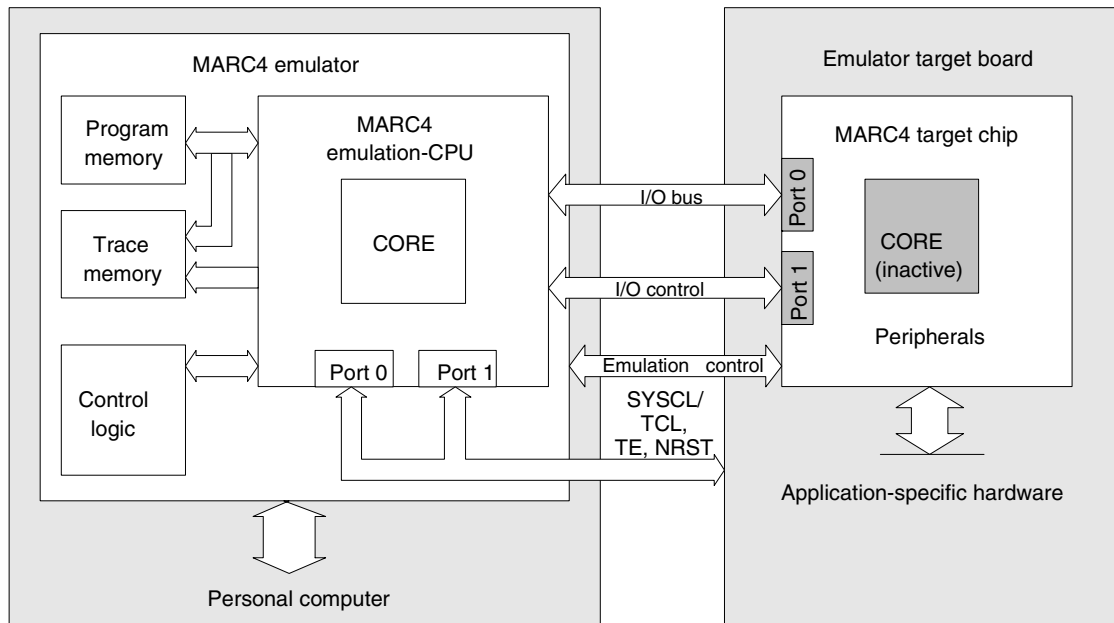 MARC4 emulator
Program
memory
Trace
memory
Control
logic
MARC4
emulation-CPU
CORE
Port 0
Port 1
Personal computer
I/O bus
I/O control
Emulation control
SYSCL/
TCL,
TE, NRST
Emulator target board
MARC4 target chip
Port 0
Port 1
CORE
(inactive)
Peripherals
Application-specific hardware